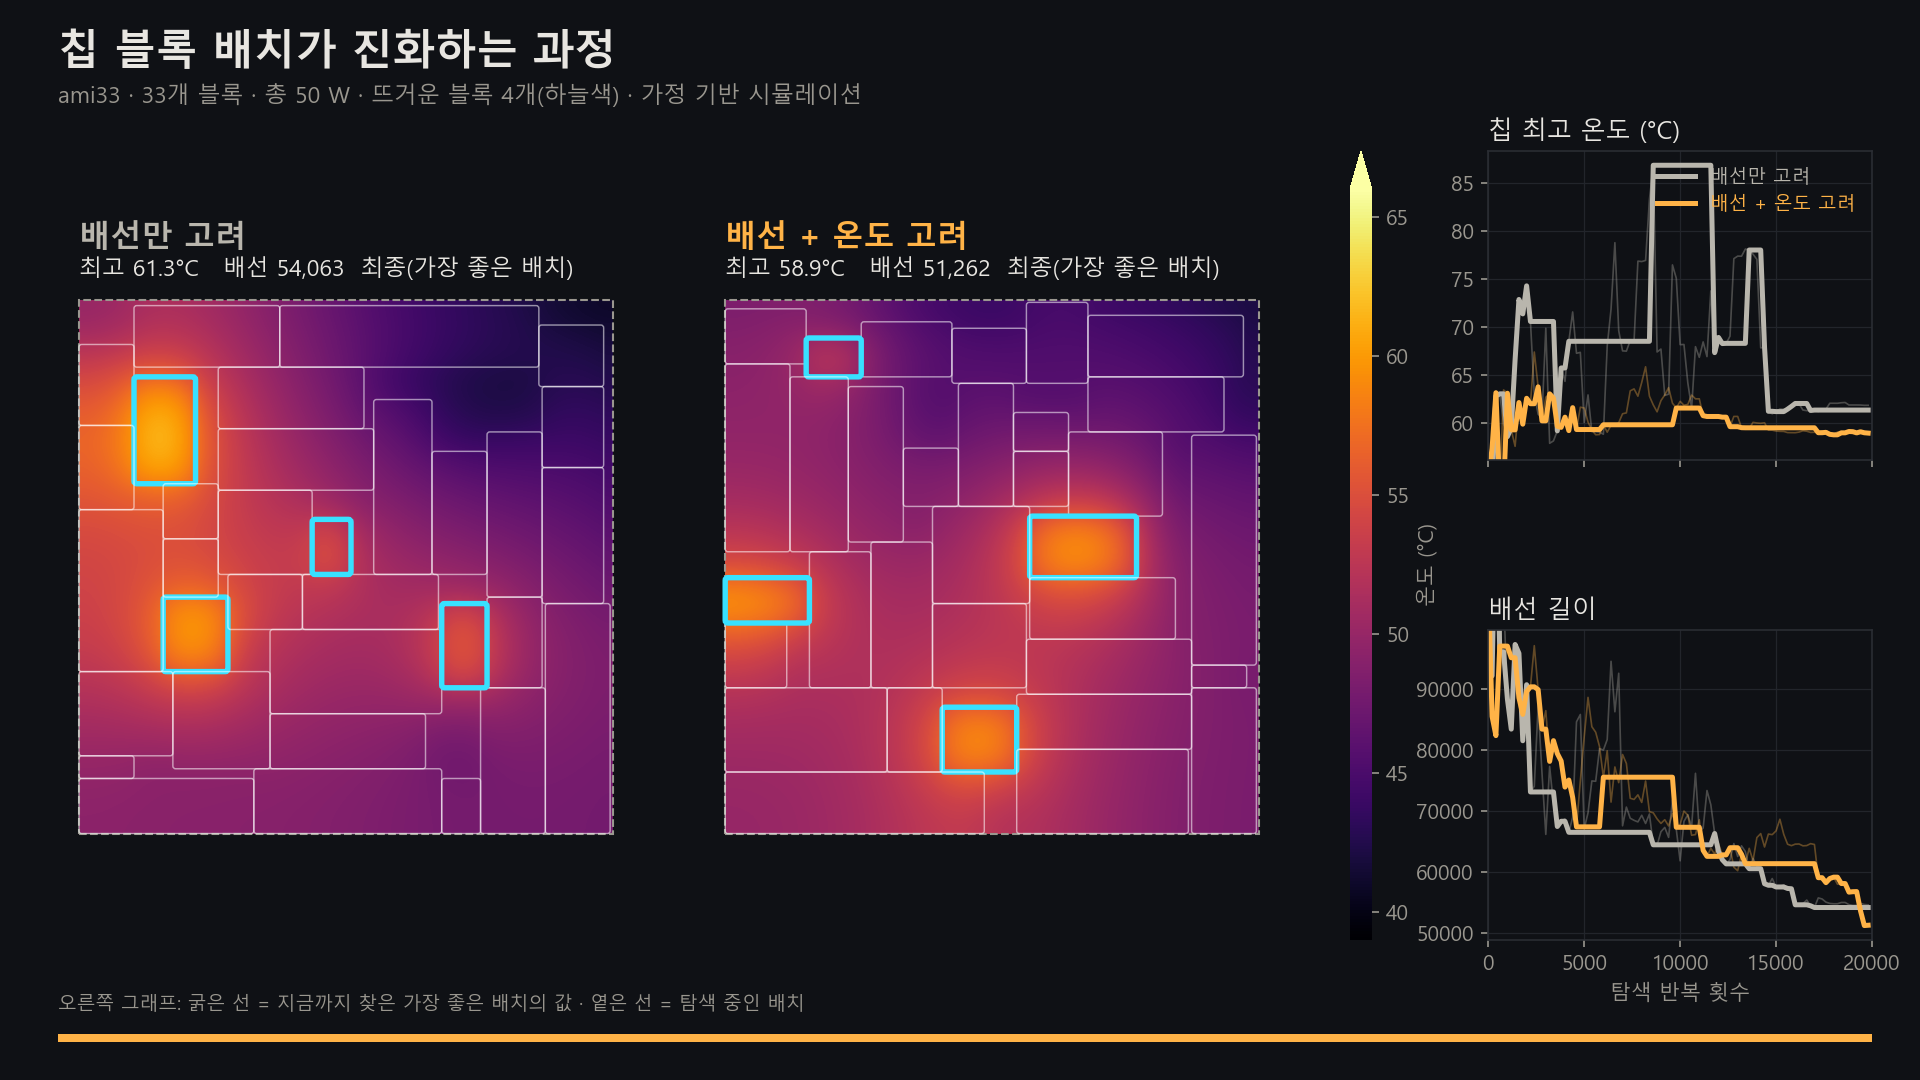 칩 블록 배치가 진화하는 과정
ami33 · 33개 블록 · 총 50 W · 뜨거운 블록 4개(하늘색) · 가정 기반 시뮬레이션
배선만 고려
최고 61.3°C 배선 54,063 최종(가장 좋은 배치)
배선 + 온도 고려
최고 58.9°C 배선 51,262 최종(가장 좋은 배치)
65
60
55
50
45
40
온도 (°C)
칩 최고 온도 (°C)
배선만 고려
배선 + 온도 고려
85
80
75
70
65
60
배선 길이
90000
80000
70000
60000
50000
0 5000 10000 15000 20000
탐색 반복 횟수
오른쪽 그래프: 굵은 선 = 지금까지 찾은 가장 좋은 배치의 값 · 옅은 선 = 탐색 중인 배치